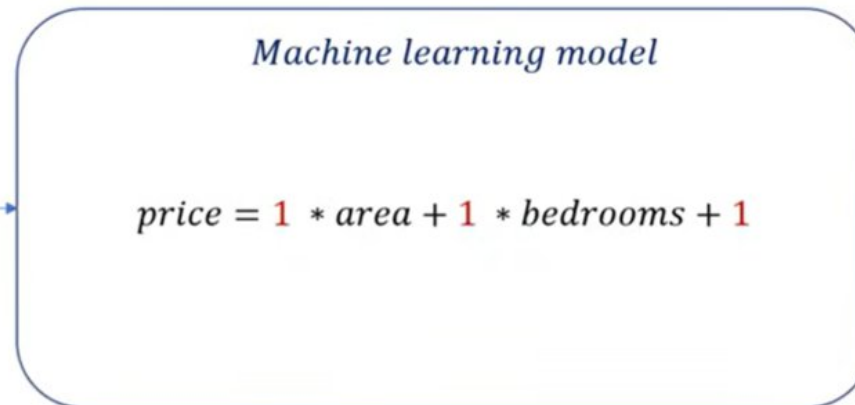 Machine learning model
price = 1 * area + 1 * bedrooms + 1